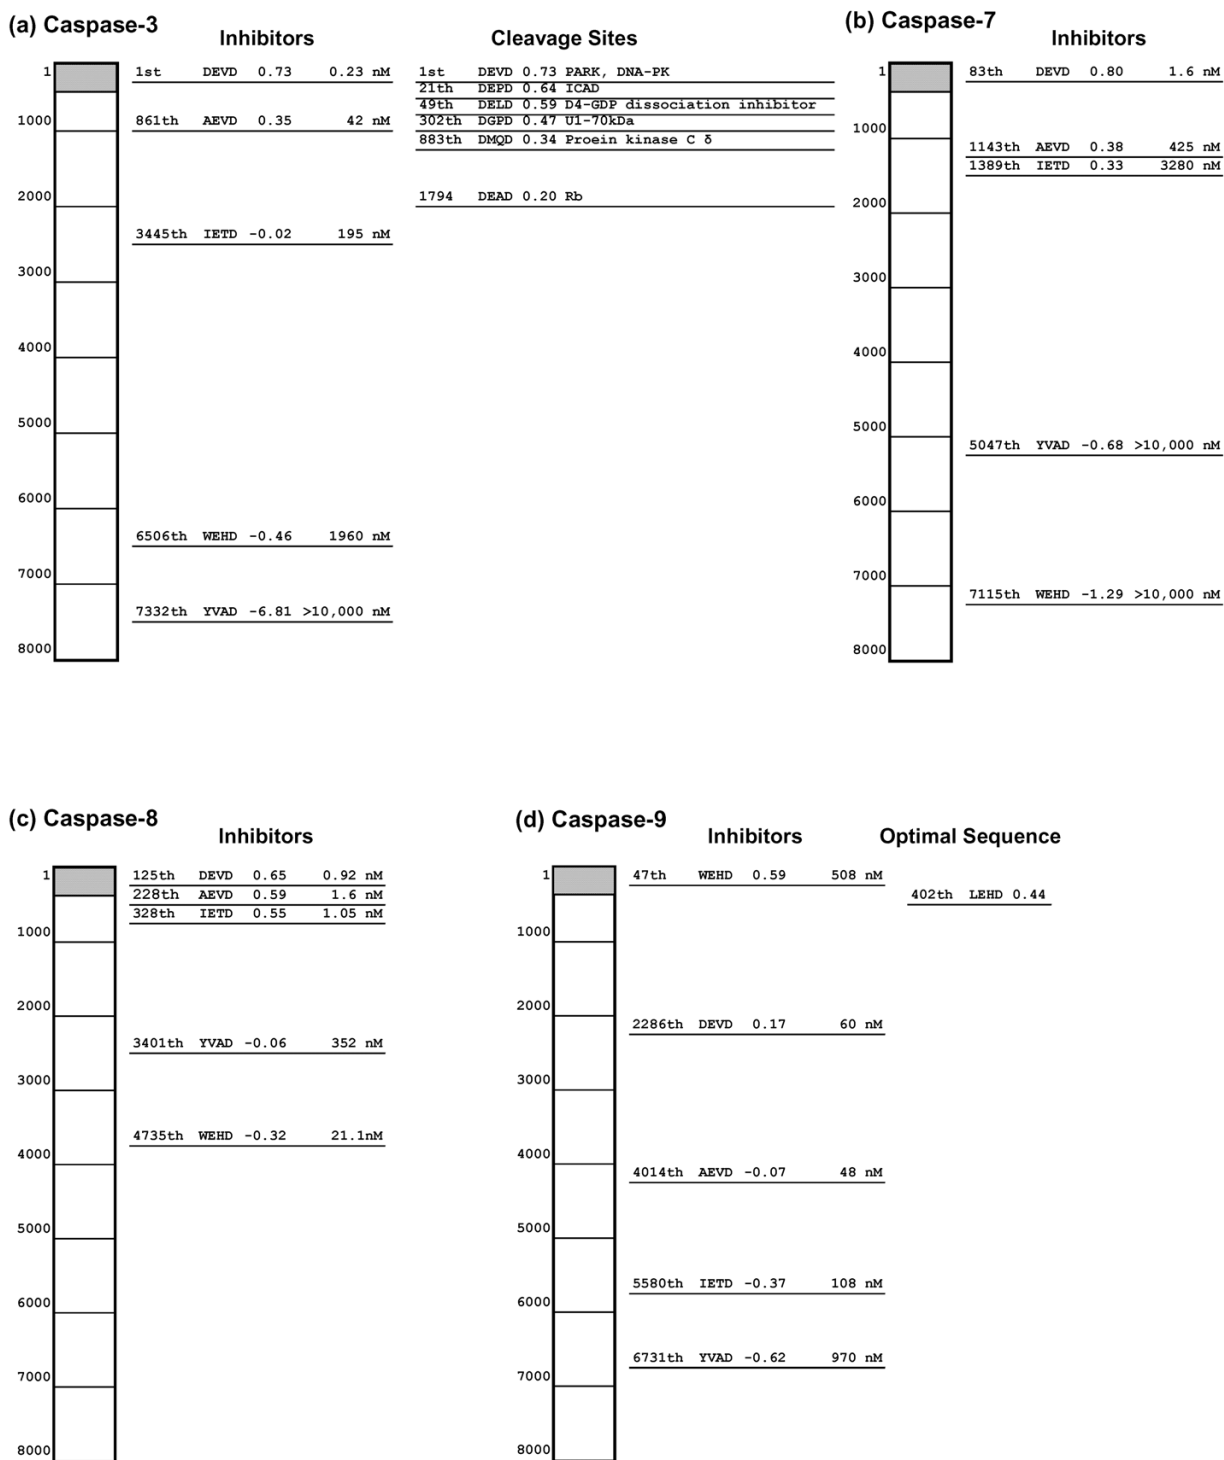 (a) Caspase-3
Inhibitors
Cleavage Sites
1
1000
2000
3000
4000
5000
6000
7000
8000
1st DEVD 0.73 0.23 nM
861th AEVD 0.35 42 nM
3445th IETD -0.02 195 nM
6506th WEHD -0.46 1960 nM
7332th YVAD -6.81 >10,000 nM
1st DEVD 0.73 PARK, DNA-PK
21th DEPD 0.64 ICAD
49th DELD 0.59 D4-GDP dissociation inhibitor
302th DGPD 0.47 U1-70kDa
883th DMQD 0.34 Proein kinase C δ
1794 DEAD 0.20 Rb
(b) Caspase-7
Inhibitors
1
1000
2000
3000
4000
5000
6000
7000
8000
83th DEVD 0.80 1.6 nM
1143th AEVD 0.38 425 nM
1389th IETD 0.33 3280 nM
5047th YVAD -0.68 >10,000 nM
7115th WEHD -1.29 >10,000 nM
(c) Caspase-8
Inhibitors
1
1000
2000
3000
4000
5000
6000
7000
8000
125th DEVD 0.65 0.92 nM
228th AEVD 0.59 1.6 nM
328th IETD 0.55 1.05 nM
3401th YVAD -0.06 352 nM
4735th WEHD -0.32 21.1nM
(d) Caspase-9
Inhibitors
Optimal Sequence
1
1000
2000
3000
4000
5000
6000
7000
8000
47th WEHD 0.59 508 nM
2286th DEVD 0.17 60 nM
4014th AEVD -0.07 48 nM
5580th IETD -0.37 108 nM
6731th YVAD -0.62 970 nM
402th LEHD 0.44